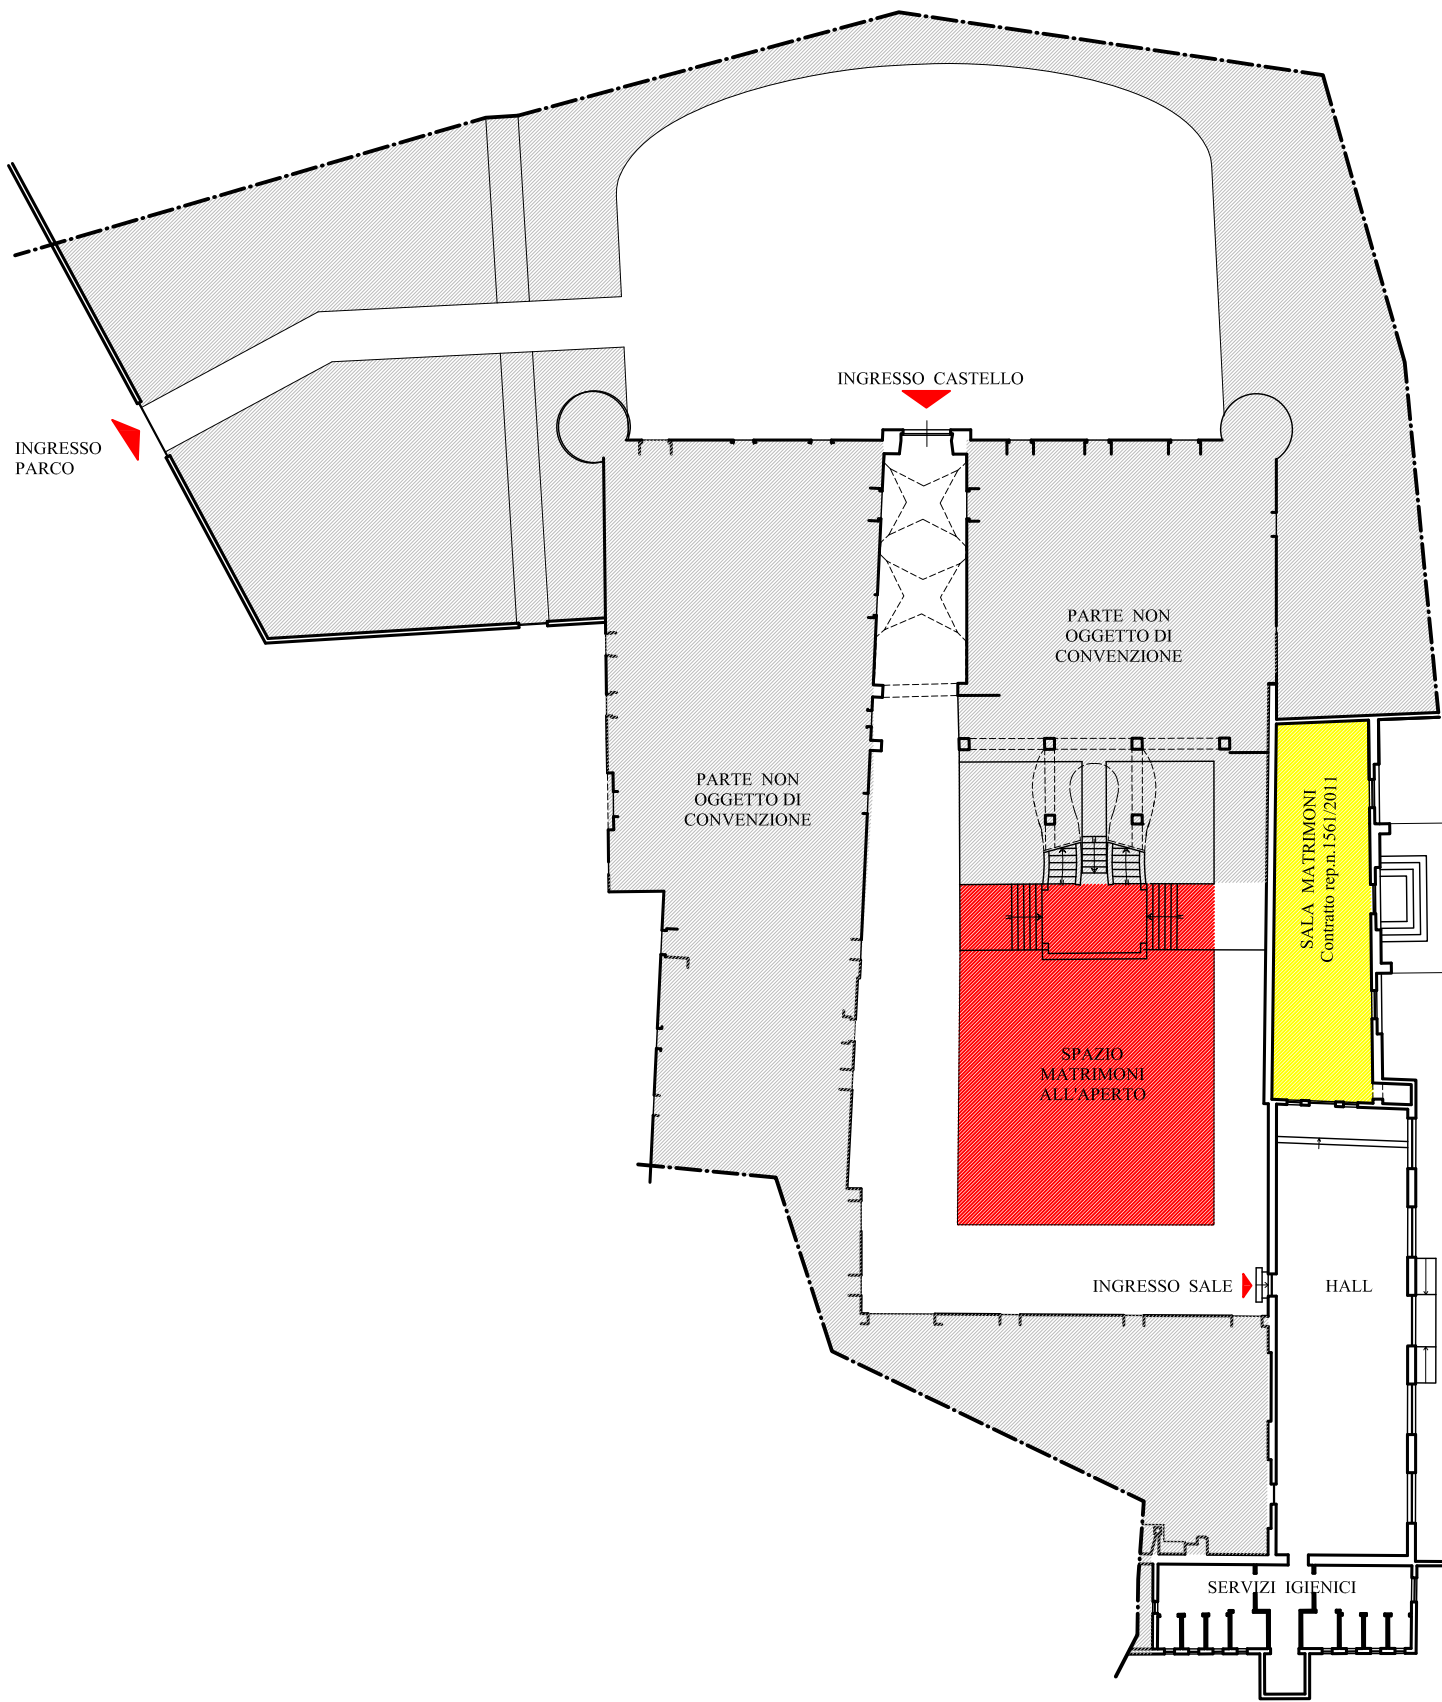 INGRESSO CASTELLO
INGRESSO
PARCO
PARTE NON
OGGETTO DI
CONVENZIONE
PARTE NON
OGGETTO DI
CONVENZIONE
SALA MATRIMONI
Contratto rep.n.1561/2011
SPAZIO
MATRIMONI
ALL'APERTO
INGRESSO SALE
HALL
SERVIZI IGIENICI